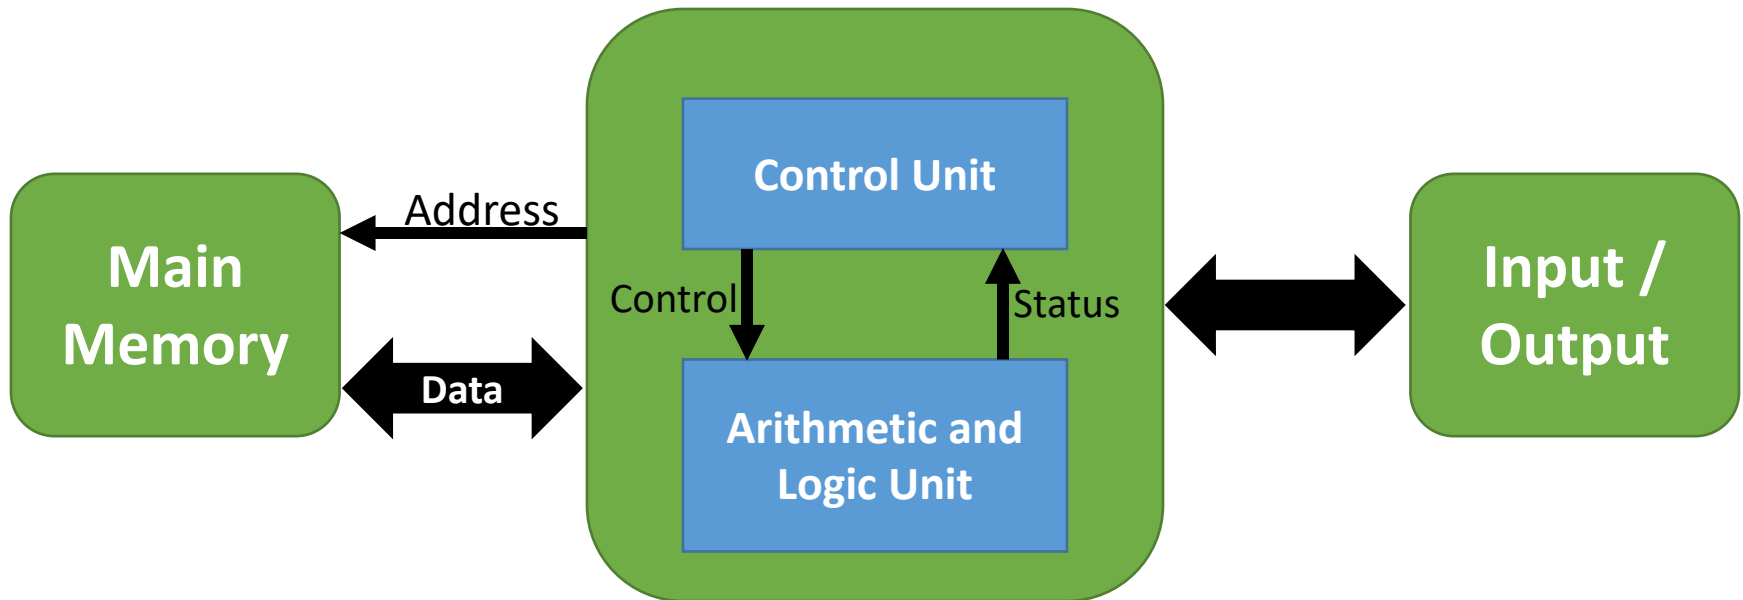 Main
Memory
Address
Data
Control Unit
Control
Status
Arithmetic and
Logic Unit
Input /
Output